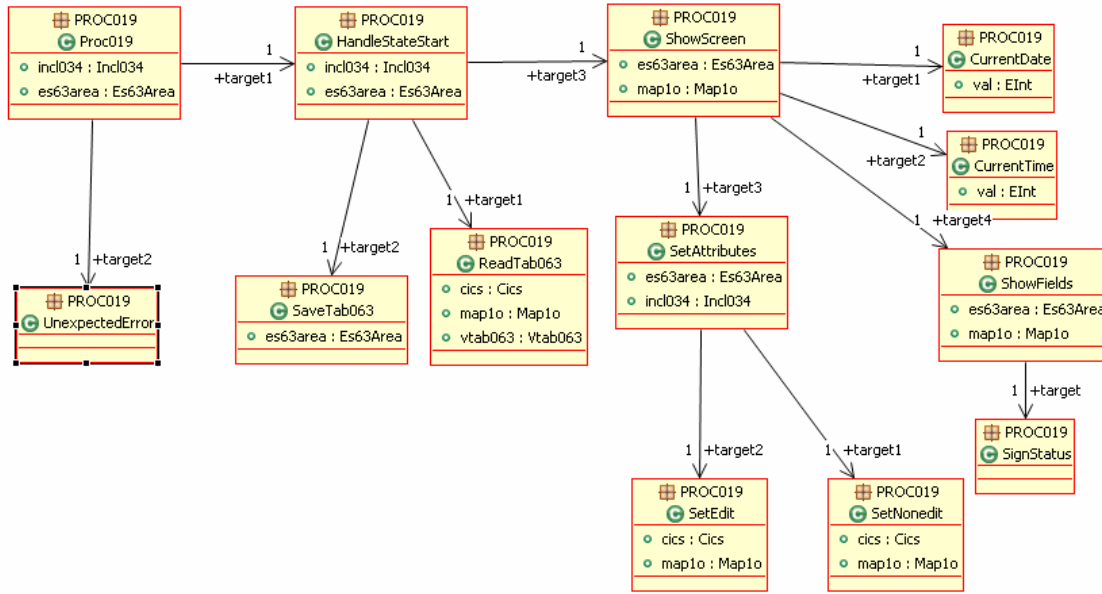 PROC019
Proc019
incl034 : Incl034
es63area : Es63Area
1
+target1
PROC019
HandleStateStart
incl034 : Incl034
es63area : Es63Area
1
+target3
PROC019
ShowScreen
es63area : Es63Area
map1o : Map1o
1
+target1
PROC019
CurrentDate
val : EInt
1
+target2
PROC019
CurrentTime
val : EInt
1 +target2
PROC019
UnexpectedError
1 +target2
PROC019
SaveTab063
es63area : Es63Area
1 +target1
PROC019
ReadTab063
cics : Cics
map1o : Map1o
vtab063 : Vtab063
1 +target3
PROC019
SetAttributes
es63area : Es63Area
incl034 : Incl034
1 +target4
PROC019
ShowFields
es63area : Es63Area
map1o : Map1o
1 +target
PROC019
SignStatus
1 +target2
PROC019
SetEdit
cics : Cics
map1o : Map1o
1 +target1
PROC019
SetNonedit
cics : Cics
map1o : Map1o